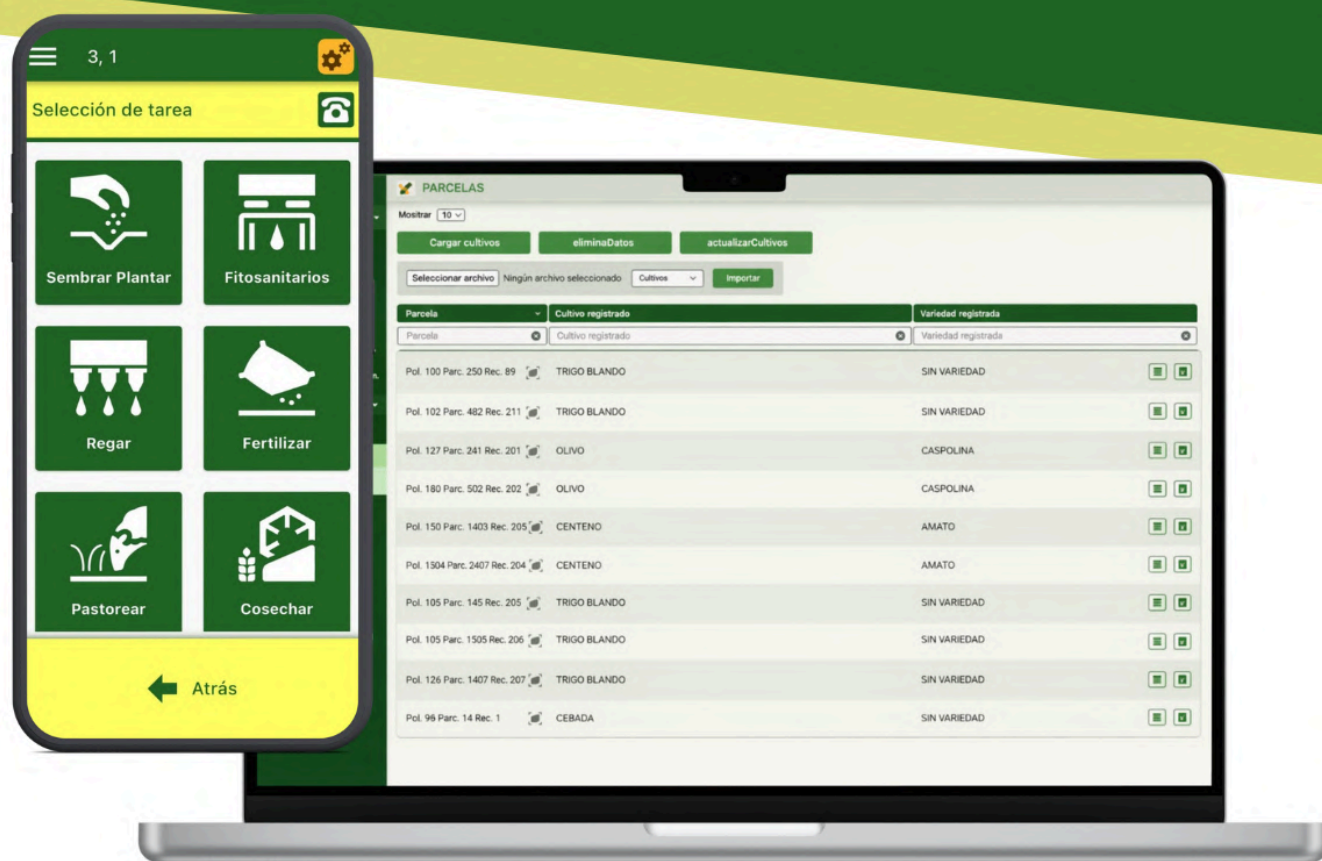 3, 1
Selección de tarea
Sembrar Plantar
Fitosanitarios
Regar
Fertilizar
Pastorear
Cosechar
Atrás
PARCELAS
Mositrar 10
Cargar cultivos eliminaDatos actualizarCultivos
Seleccionar archivo Ningún archivo seleccionado Cultivos Importar
Parcela Cultivo registrado Variedad registrada
Parcela Cultivo registrado Variedad registrada
Pol. 100 Parc. 250 Rec. 89 TRIGO BLANDO SIN VARIEDAD
Pol. 102 Parc. 482 Rec. 211 TRIGO BLANDO SIN VARIEDAD
Pol. 127 Parc. 241 Rec. 201 OLIVO CASPOLINA
Pol. 180 Parc. 502 Rec. 202 OLIVO CASPOLINA
Pol. 150 Parc. 1403 Rec. 205 CENTENO AMATO
Pol. 1504 Parc. 2407 Rec. 204 CENTENO AMATO
Pol. 105 Parc. 145 Rec. 205 TRIGO BLANDO SIN VARIEDAD
Pol. 105 Parc. 1505 Rec. 206 TRIGO BLANDO SIN VARIEDAD
Pol. 126 Parc. 1407 Rec. 207 TRIGO BLANDO SIN VARIEDAD
Pol. 98 Parc. 14 Rec. 1 CEBADA SIN VARIEDAD